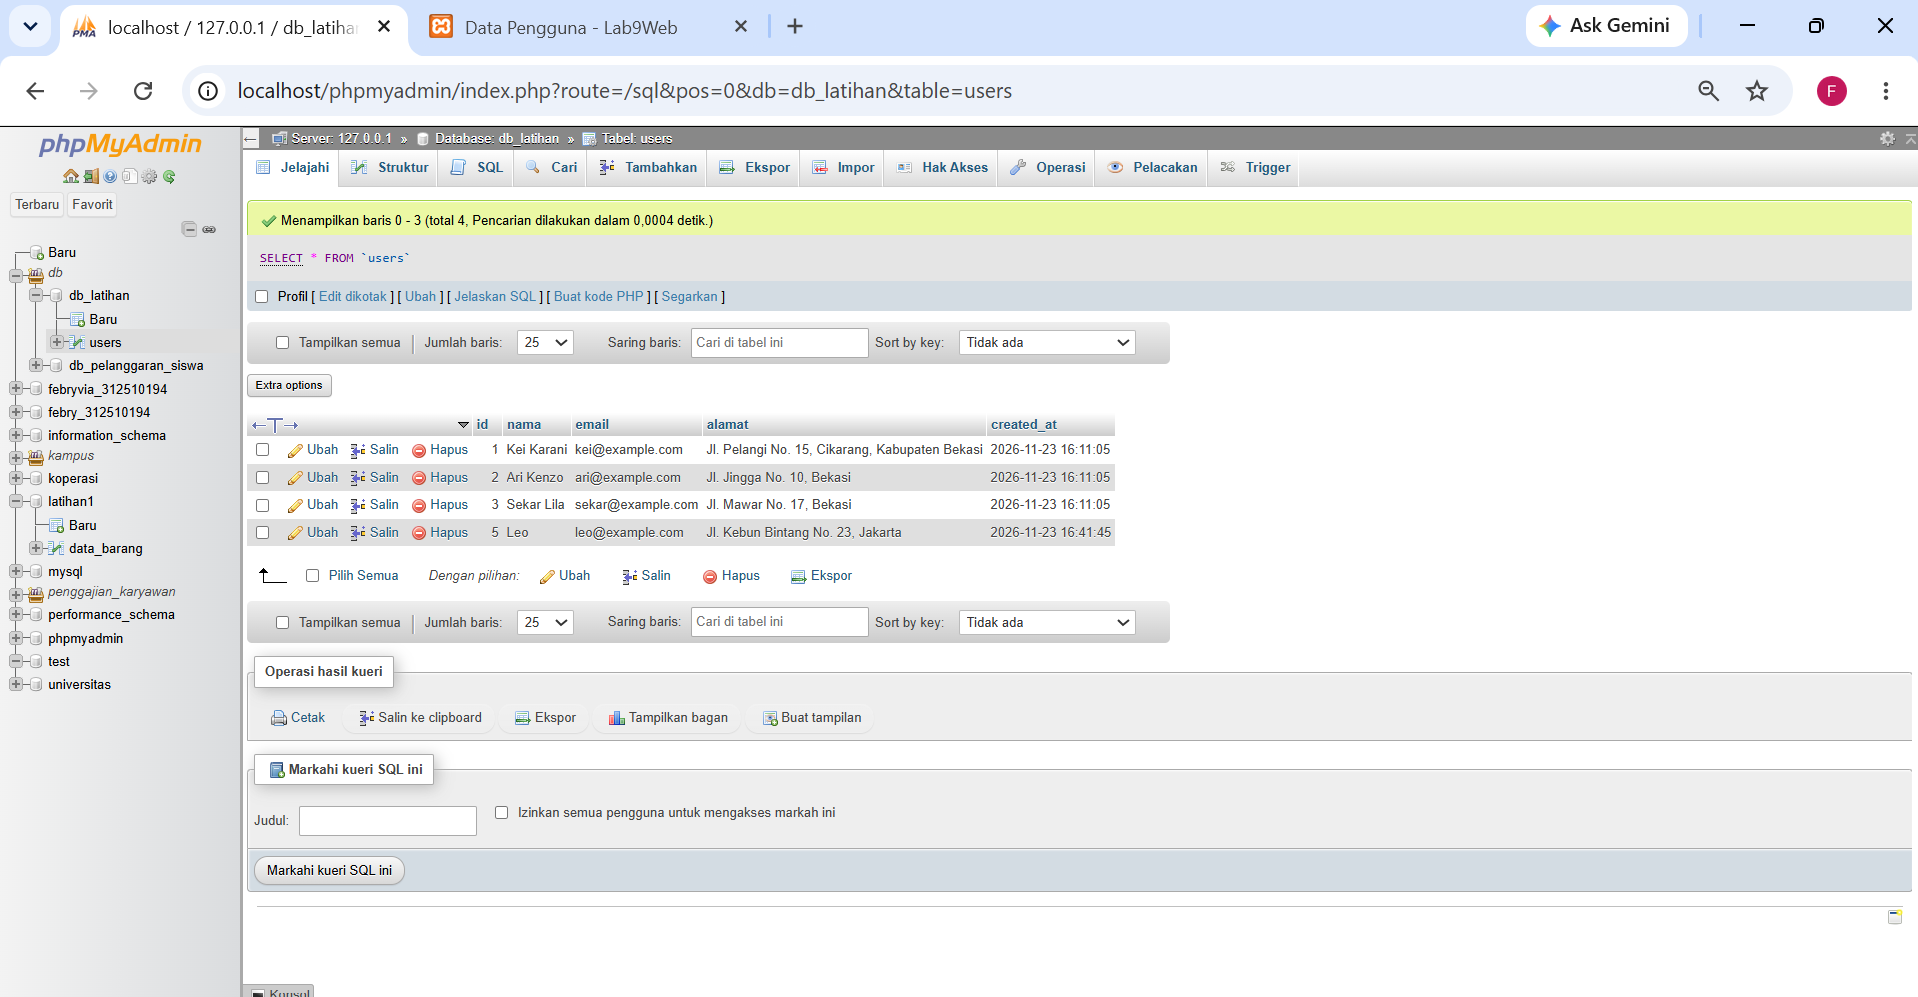 localhost / 127.0.0.1 / db_latihan
Data Pengguna - Lab9Web
Ask Gemini
localhost/phpmyadmin/index.php?route=/sql&pos=0&db=db_latihan&table=users
F
phpMyAdmin
Terbaru Favorit
Baru
db
db_latihan
Baru
users
db_pelanggaran_siswa
febryvia_312510194
febry_312510194
information_schema
kampus
koperasi
latihan1
Baru
data_barang
mysql
penggajian_karyawan
performance_schema
phpmyadmin
test
universitas
Server: 127.0.0.1 » Database: db_latihan » Tabel: users
Jelajahi Struktur SQL Cari Tambahkan Ekspor Impor Hak Akses Operasi Pelacakan Trigger
Menampilkan baris 0 - 3 (total 4, Pencarian dilakukan dalam 0,0004 detik.)
SELECT * FROM `users`
Profil [ Edit dikotak ] [ Ubah ] [ Jelaskan SQL ] [ Buat kode PHP ] [ Segarkan ]
Tampilkan semua Jumlah baris: 25 Saring baris: Cari di tabel ini Sort by key: Tidak ada
Extra options
←T→ id nama email alamat created_at
Ubah Salin Hapus 1 Kei Karani kei@example.com Jl. Pelangi No. 15, Cikarang, Kabupaten Bekasi 2026-11-23 16:11:05
Ubah Salin Hapus 2 Ari Kenzo ari@example.com Jl. Jingga No. 10, Bekasi 2026-11-23 16:11:05
Ubah Salin Hapus 3 Sekar Lila sekar@example.com Jl. Mawar No. 17, Bekasi 2026-11-23 16:11:05
Ubah Salin Hapus 5 Leo leo@example.com Jl. Kebun Bintang No. 23, Jakarta 2026-11-23 16:41:45
Pilih Semua Dengan pilihan: Ubah Salin Hapus Ekspor
Tampilkan semua Jumlah baris: 25 Saring baris: Cari di tabel ini Sort by key: Tidak ada
Operasi hasil kueri
Cetak Salin ke clipboard Ekspor Tampilkan bagan Buat tampilan
Markahi kueri SQL ini
Judul: Izinkan semua pengguna untuk mengakses markah ini
Markahi kueri SQL ini
Konsol